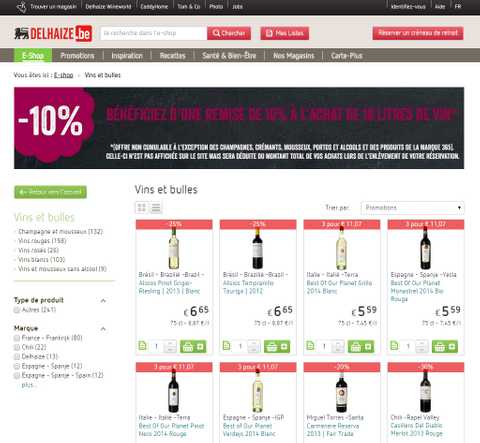 Trouver un magasin
Delhaize Wineworld
CaddyHome
Tom & Co
Photo
Jobs
Identifiez-vous
Aide
FR
DELHAIZE.be
Je recherche dans l'e-shop
Chercher
Mes Listes
Réserver un créneau de retrait
E-Shop
Promotions
Inspiration
Recettes
Santé & Bien-Être
Nos Magasins
Carte-Plus
Vous êtes ici : E-shop › Vins et bulles
-10%
BÉNÉFICIEZ D'UNE REMISE DE 10% À L'ACHAT DE 18 LITRES DE VIN*
*(OFFRE NON CUMULABLE À L'EXCEPTION DES CHAMPAGNES, CRÉMANTS, MOUSSEUX, PORTOS ET ALCOOLS ET DES PRODUITS DE LA MARQUE 365).
CELLE-CI N'EST PAS AFFICHÉE SUR LE SITE MAIS SERA DÉDUITE DU MONTANT TOTAL DE VOS ACHATS LORS DE L'ENLÈVEMENT DE VOTRE RÉSERVATION.
Retour vers l'accueil
Vins et bulles
Champagne et mousseux (132)
Vins rouges (158)
Vins rosés (26)
Vins blancs (103)
Vins et mousseux sans alcool (9)
Type de produit
Autres (241)
Marque
France - Frankrijk (80)
Chili (22)
Delhaize (13)
Espagne - Spanje (12)
Espagne - Spanje - Spain (12)
plus..
Vins et bulles
Trier par:
Promotions
-25%
Brésil - Brazilië -Brazil -
Alisios Pinot Grigio-
Riesling | 2013 | Blanc
€ 6,65
75 cl - 8,87 €/l
1
-25%
Brésil - Brazilië -Brazil -
Alisios Tempranillo
Touriga | 2012
€ 6,65
75 cl - 8,87 €/l
1
3 pour € 11,07
Italie - Italë -Terra
Best Of Our Planet Grillo
2014 Blanc
€ 5,59
75 cl - 7,45 €/l
1
3 pour € 11,07
Espagne - Spanje -Yecla
Best Of Our Planet
Monastrell 2014 Bio
Rouge
€ 5,59
75 cl - 7,45 €/l
1
3 pour € 11,07
Italie - Italë -Terra
Best Of Our Planet Pinot
Nero 2014 Rouge
3 pour € 11,07
Espagne - Spanje -IGP
Best Of Our Planet
Verdejo 2014 Blanc
-30%
Miguel Torres -Santa
Carmenere Reserva
2013 | Fair Trade
-20%
Chili -Rapel Valley
Casillero Del Diablo
Merlot 2013 Rouge